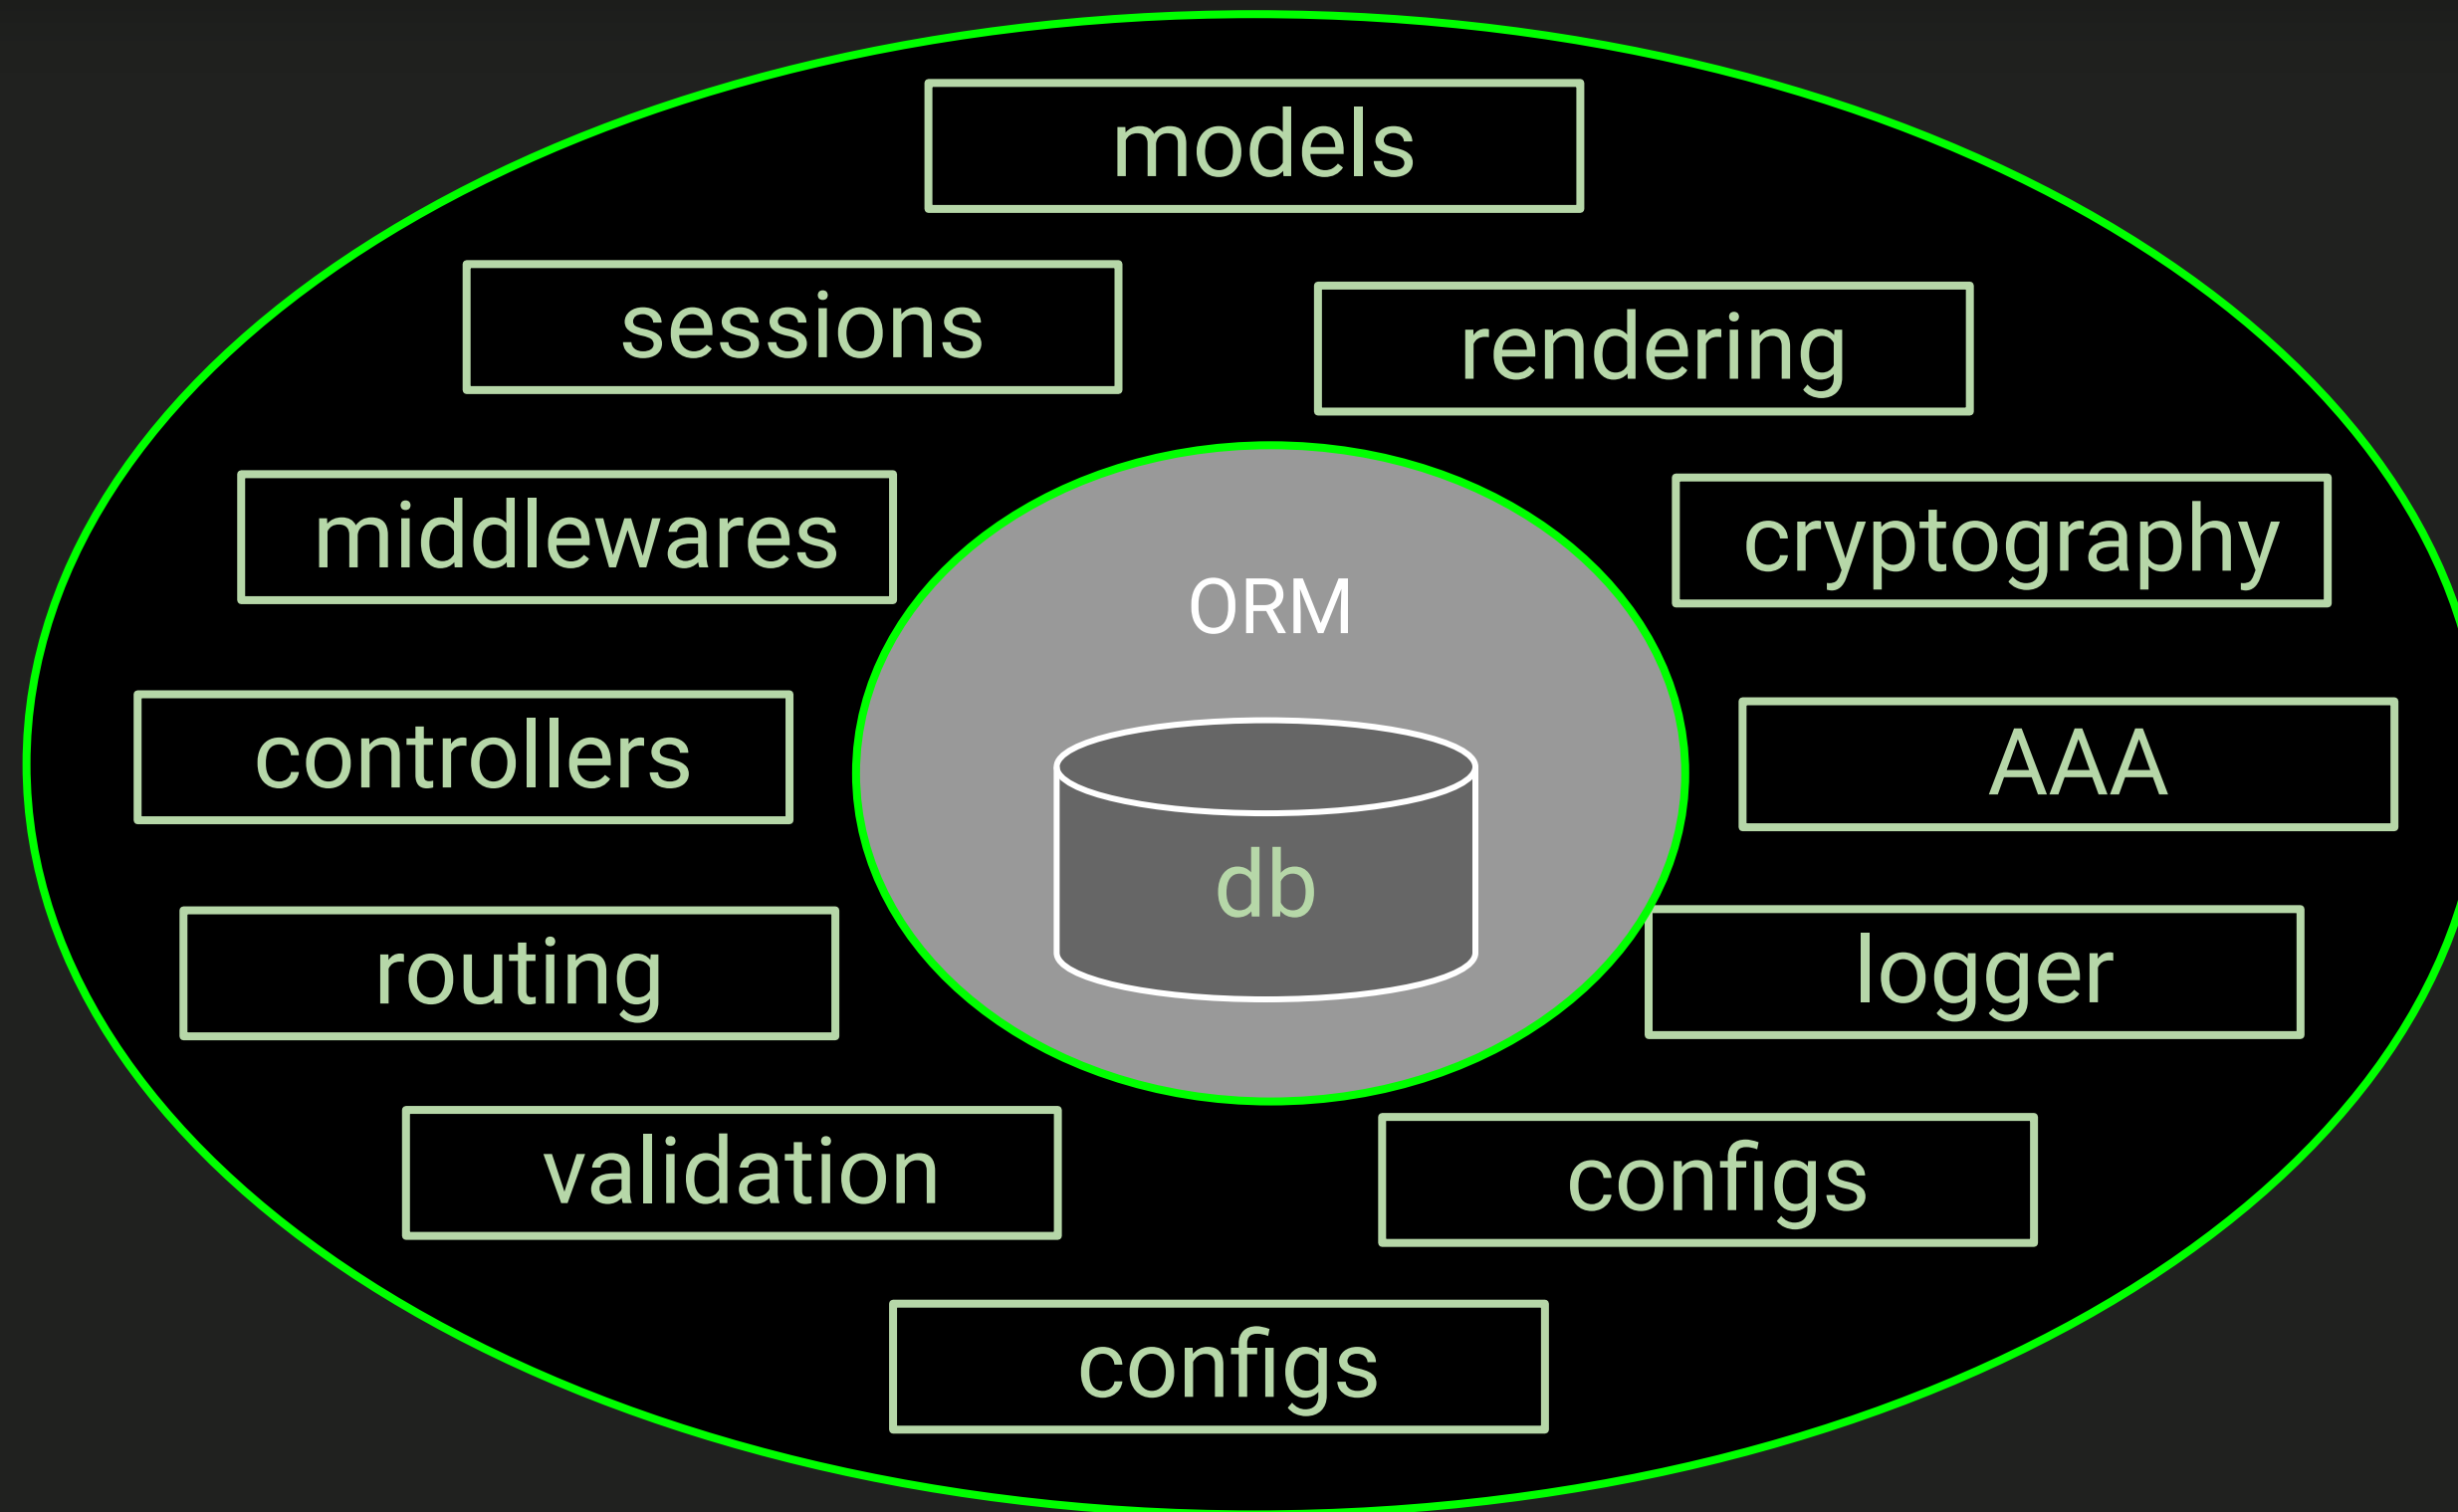 models
sessions
rendering
middlewares
cryptography
ORM
controllers
AAA
db
routing
logger
validation
configs
configs